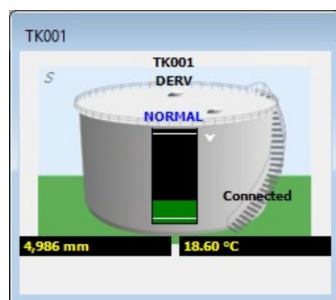 TK001
S
TK001
DERV
NORMAL
Connected
4,986 mm
18.60 °C